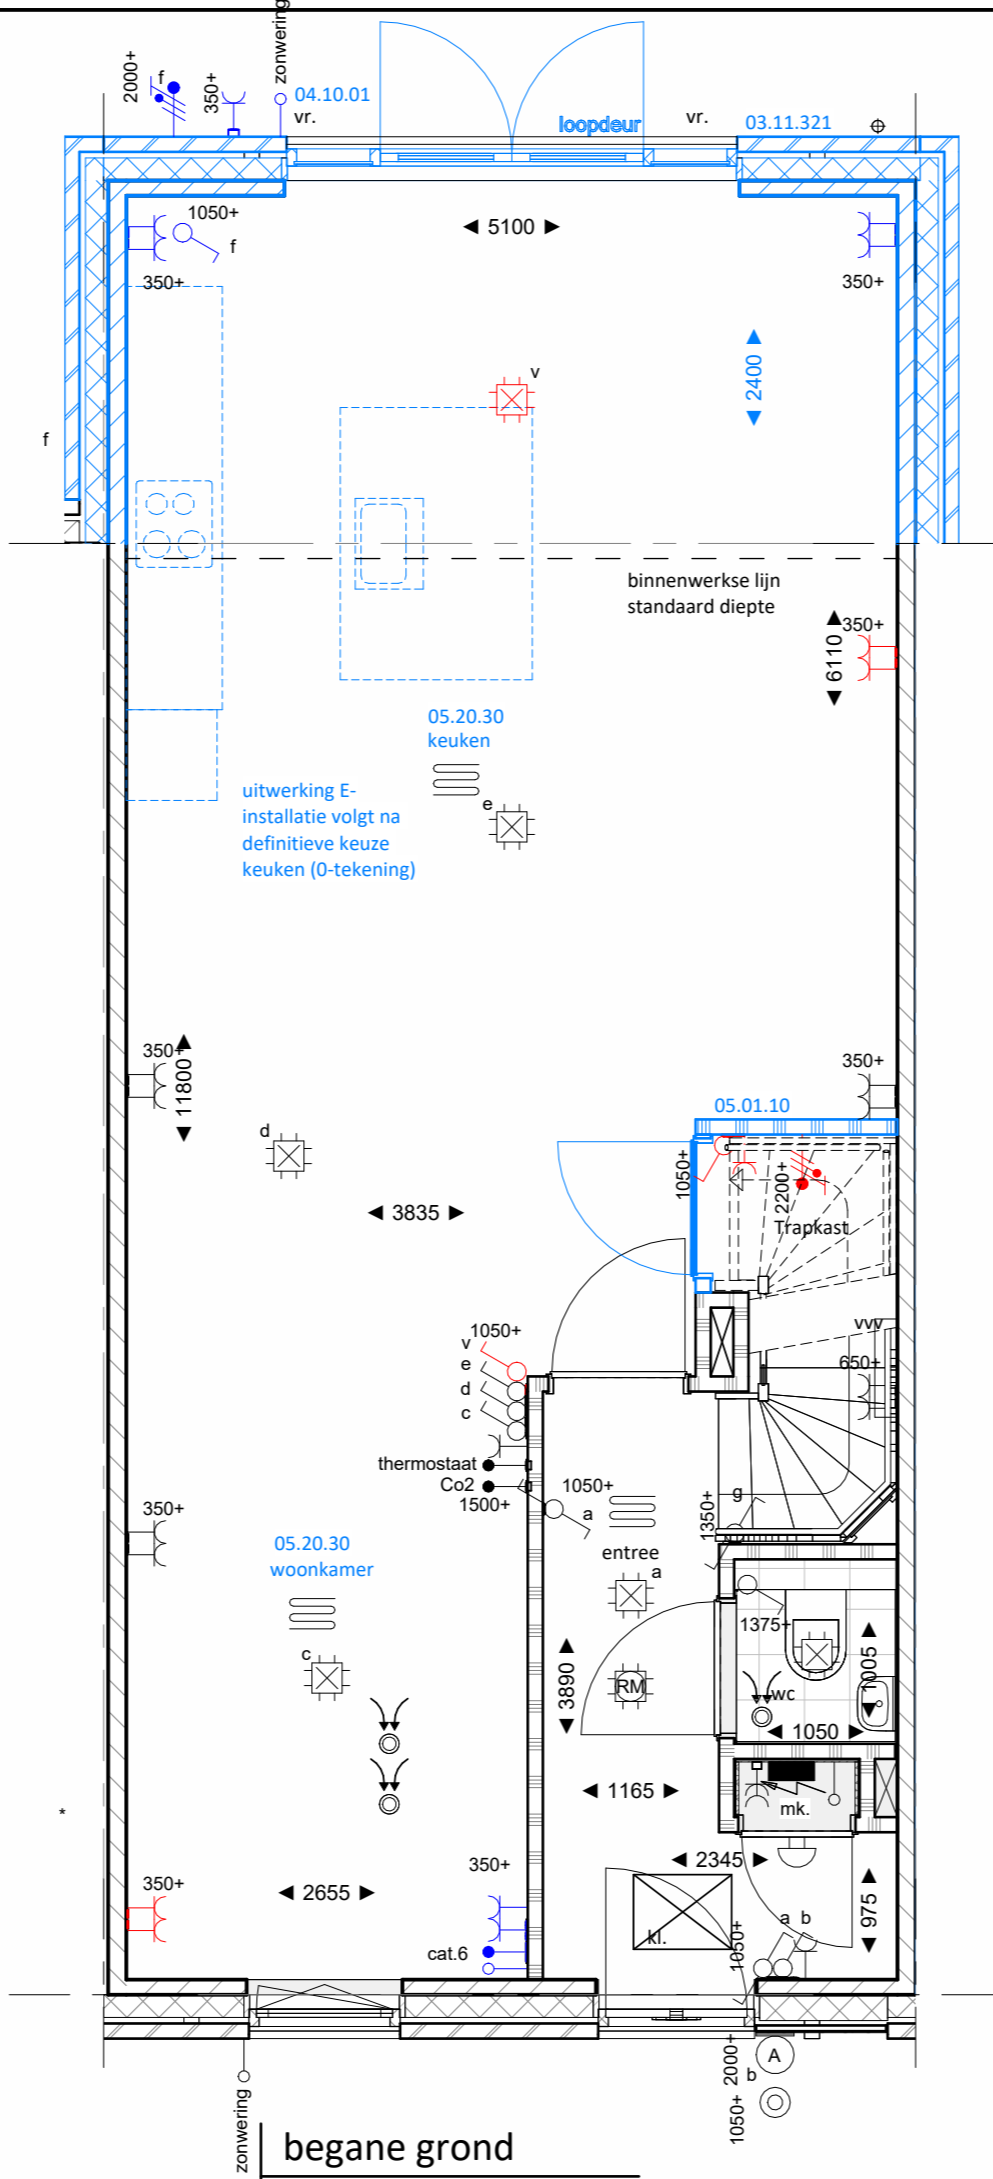 zonwering
2000+
f
350+
04.10.01
vr.
loopdeur
vr.
03.11.321
1050+
f
5100
350+
350+
2400
v
f
binnenwerkse lijn
standaard diepte
350+
6110
05.20.30
keuken
e
uitwerking E-
installatie volgt na
definitieve keuze
keuken (0-tekening)
350+
11800
350+
05.01.10
d
1050+
2200+
Trapkast
3835
vvv
1050+
v
e
d
c
650+
thermostaat
Co2
1500+
1050+
a
g
1350+
350+
05.20.30
woonkamer
entree
a
1375+
c
RM
3890
wc
1005
1050
1165
mk.
*
2345
350+
350+
2655
975
kl.
a b
1050+
cat.6
zonwering
2000+
b
A
1050+
begane grond